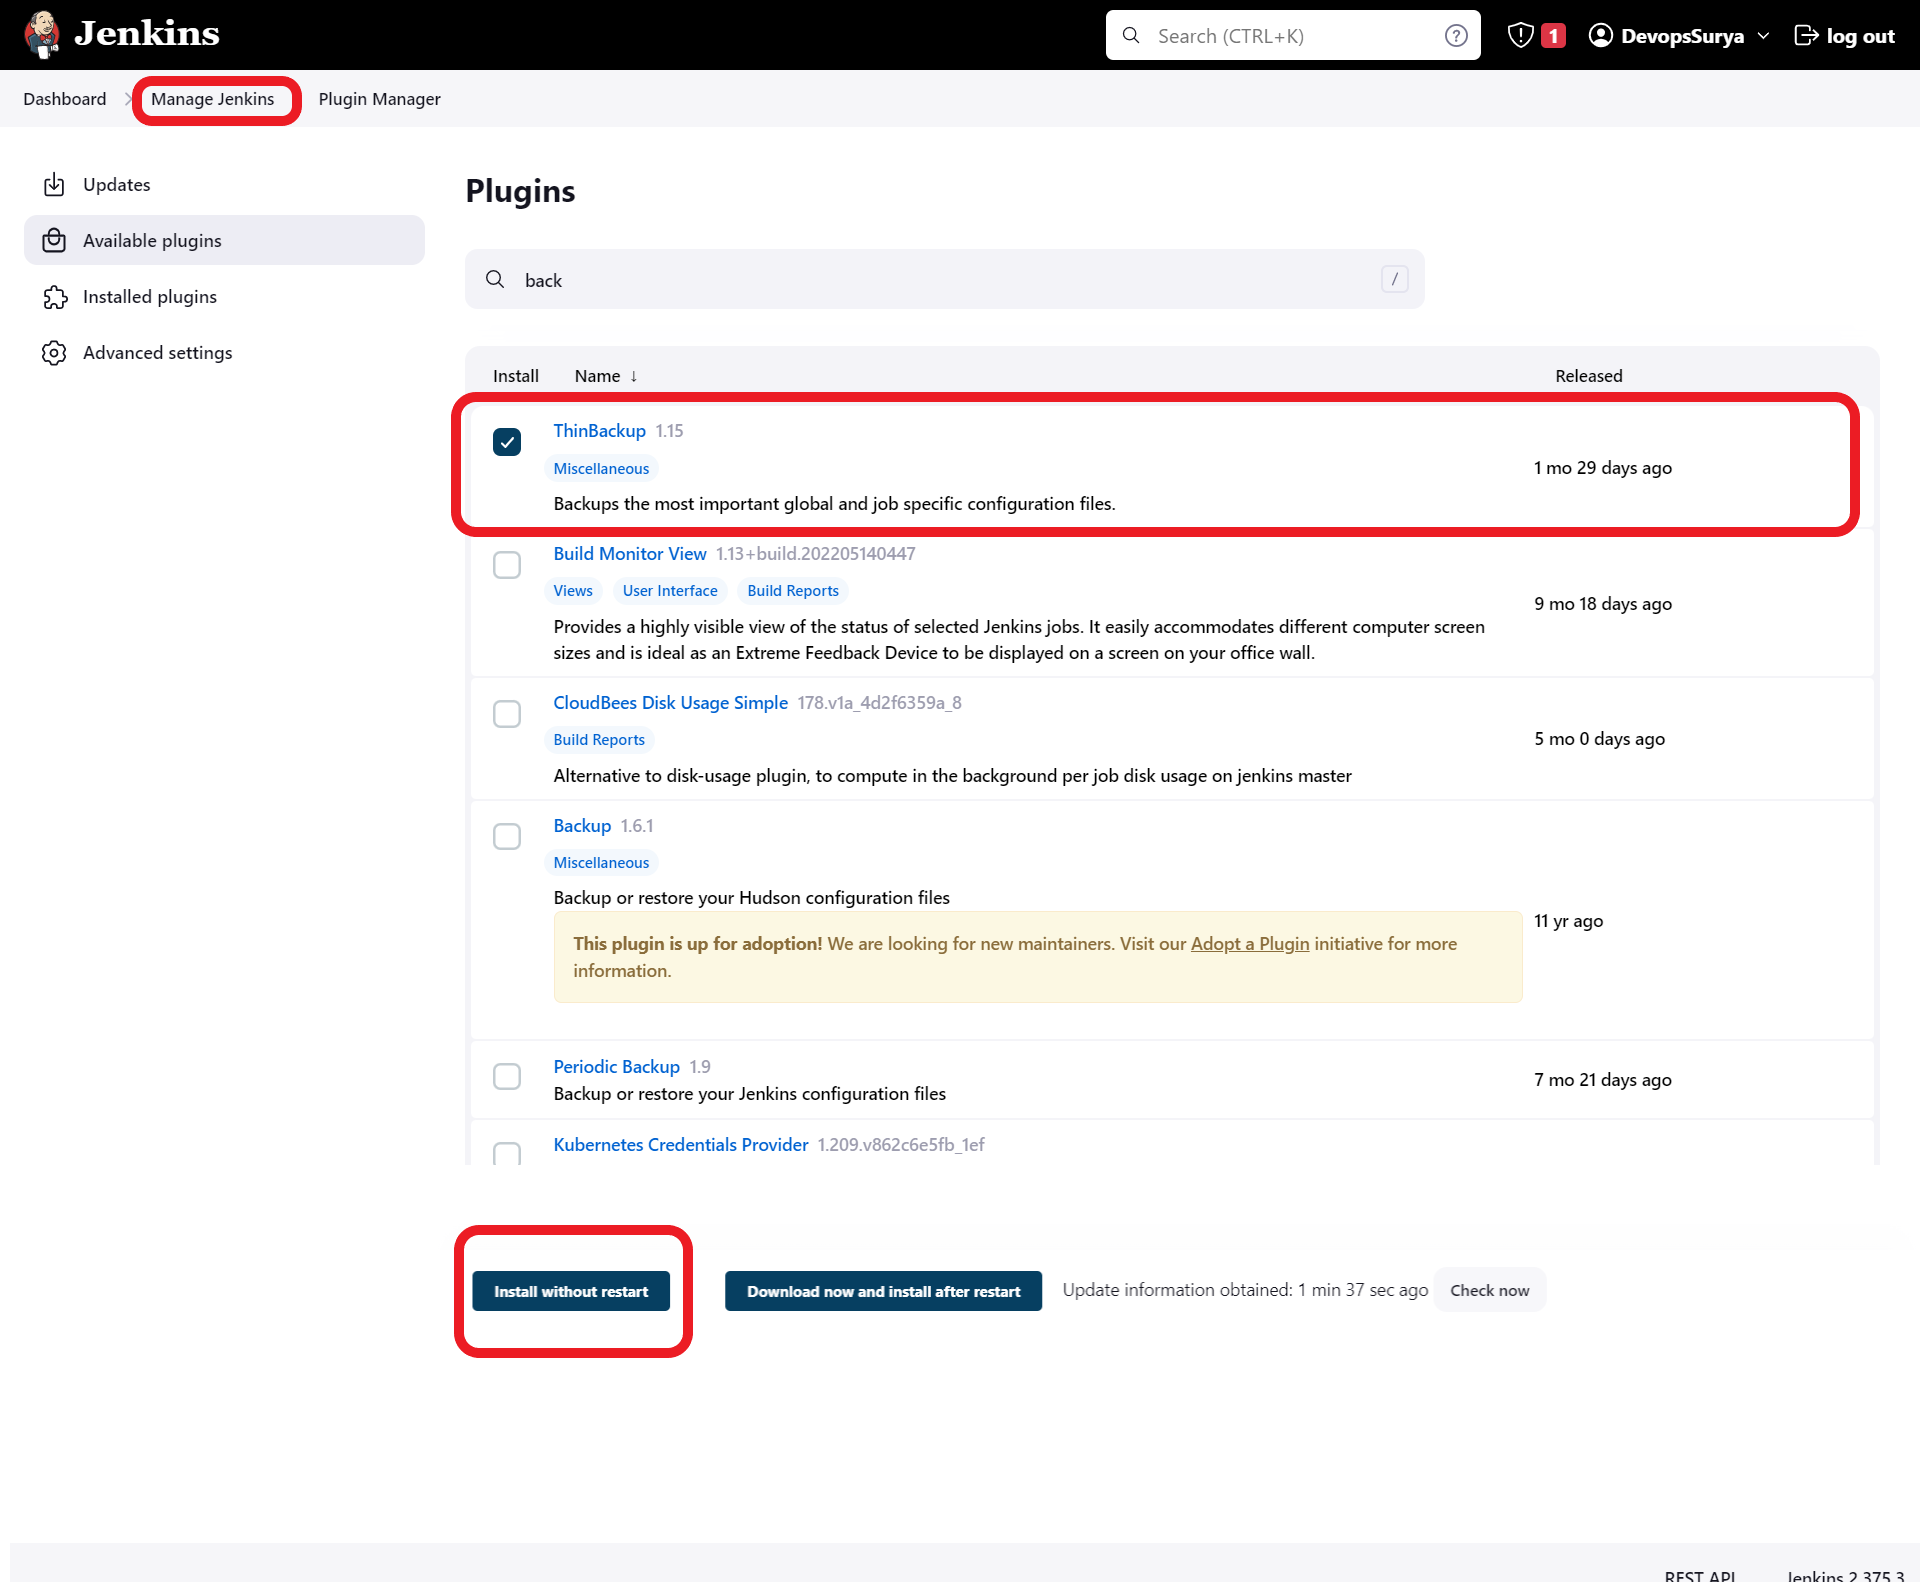 Jenkins
Search (CTRL+K)
1
DevopsSurya
log out
Dashboard
Manage Jenkins
Plugin Manager
Updates
Available plugins
Installed plugins
Advanced settings
Plugins
back
/
Install Name ↓ Released
ThinBackup 1.15
Miscellaneous
Backups the most important global and job specific configuration files.
1 mo 29 days ago
Build Monitor View 1.13+build.202205140447
Views User Interface Build Reports
Provides a highly visible view of the status of selected Jenkins jobs. It easily accommodates different computer screen
sizes and is ideal as an Extreme Feedback Device to be displayed on a screen on your office wall.
9 mo 18 days ago
CloudBees Disk Usage Simple 178.v1a_4d2f6359a_8
Build Reports
Alternative to disk-usage plugin, to compute in the background per job disk usage on jenkins master
5 mo 0 days ago
Backup 1.6.1
Miscellaneous
Backup or restore your Hudson configuration files
This plugin is up for adoption! We are looking for new maintainers. Visit our Adopt a Plugin initiative for more
information.
11 yr ago
Periodic Backup 1.9
Backup or restore your Jenkins configuration files
7 mo 21 days ago
Kubernetes Credentials Provider 1.209.v862c6e5fb_1ef
Install without restart
Download now and install after restart
Update information obtained: 1 min 37 sec ago
Check now
REST API
Jenkins 2.375.3